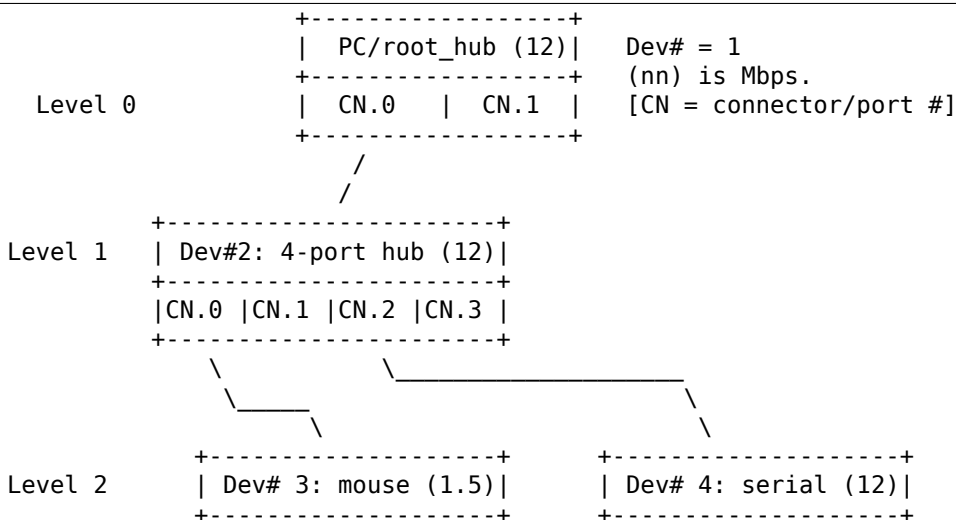 +------------------+
|  PC/root_hub (12)|   Dev# = 1
+------------------+   (nn) is Mbps.
Level 0           |  CN.0   |  CN.1  |   [CN = connector/port #]
+------------------+
/
/
+-----------------------+
Level 1   | Dev#2: 4-port hub (12)|
+-----------------------+
|CN.0 |CN.1 |CN.2 |CN.3 |
+-----------------------+
\           \____________________
\_____                          \
\                          \
+--------------------+      +--------------------+
Level 2      | Dev# 3: mouse (1.5)|      | Dev# 4: serial (12)|
+--------------------+      +--------------------+